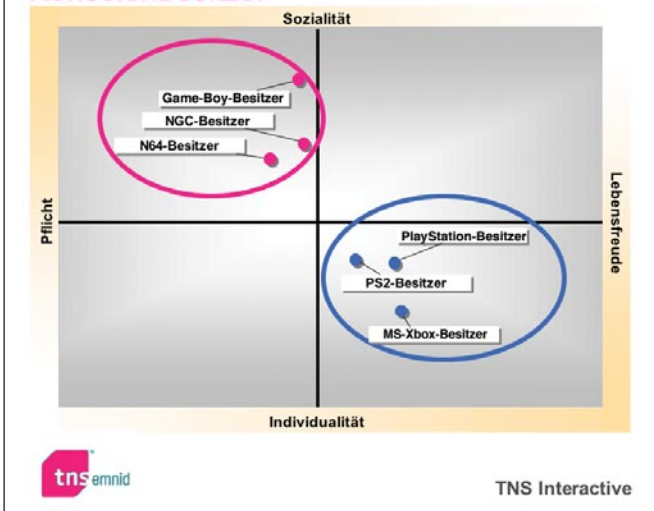 Sozialität
Game-Boy-Besitzer
NGC-Besitzer
N64-Besitzer
Pflicht
Lebensfreude
PlayStation-Besitzer
PS2-Besitzer
MS-Xbox-Besitzer
Individualität
tns emnid
TNS Interactive